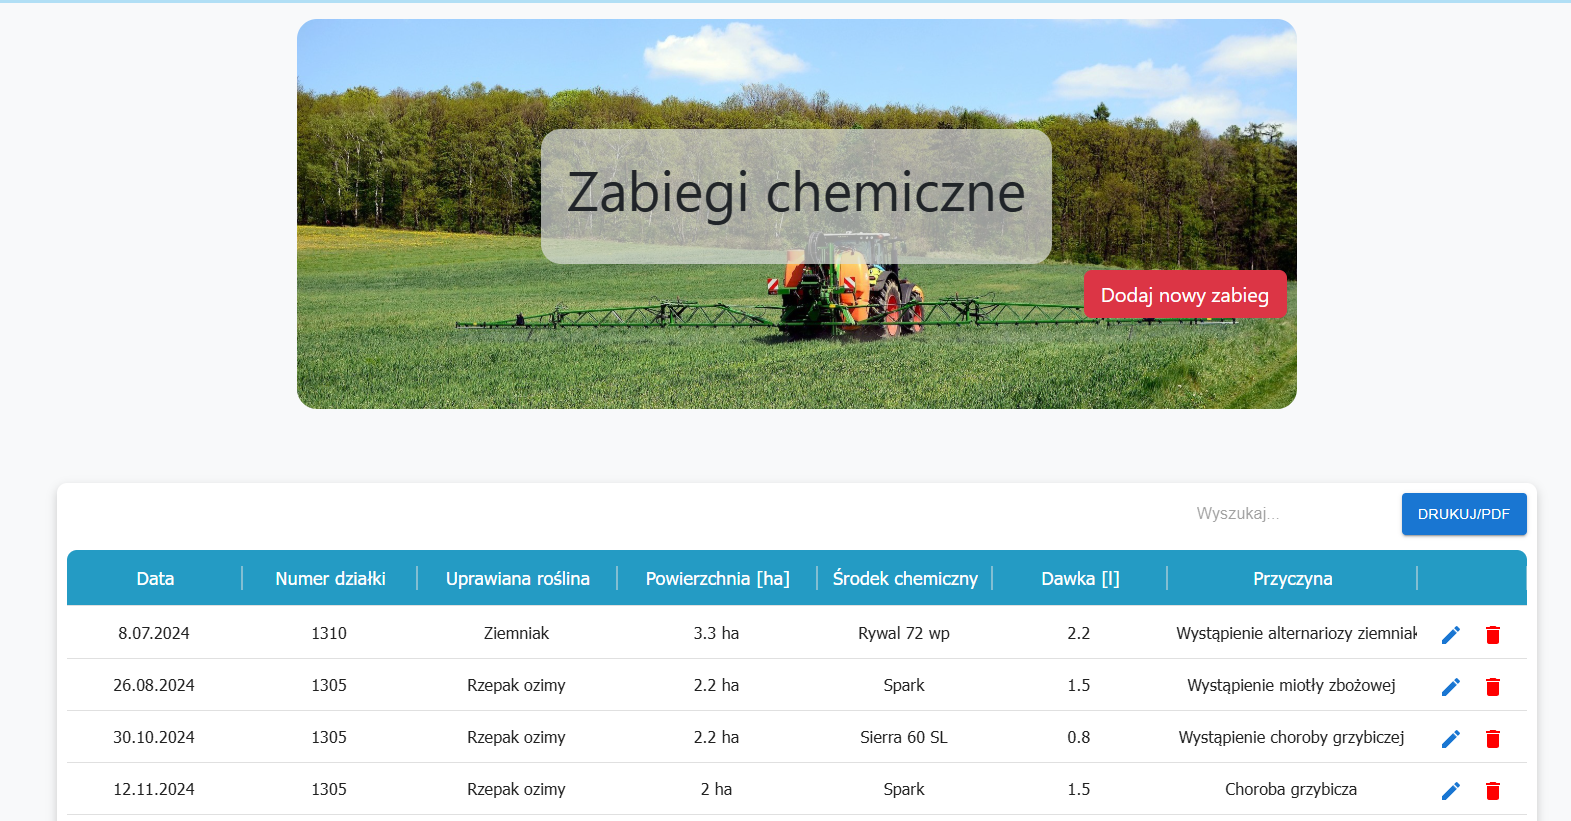 Zabiegi chemiczne
Dodaj nowy zabieg
Wyszukaj...
DRUKUJ/PDF
Data Numer działki Uprawiana roślina Powierzchnia [ha] Środek chemiczny Dawka [l] Przyczyna
8.07.2024 1310 Ziemniak 3.3 ha Rywal 72 wp 2.2 Wystąpienie alternariozy ziemniak
26.08.2024 1305 Rzepak ozimy 2.2 ha Spark 1.5 Wystąpienie miotły zbożowej
30.10.2024 1305 Rzepak ozimy 2.2 ha Sierra 60 SL 0.8 Wystąpienie choroby grzybiczej
12.11.2024 1305 Rzepak ozimy 2 ha Spark 1.5 Choroba grzybicza